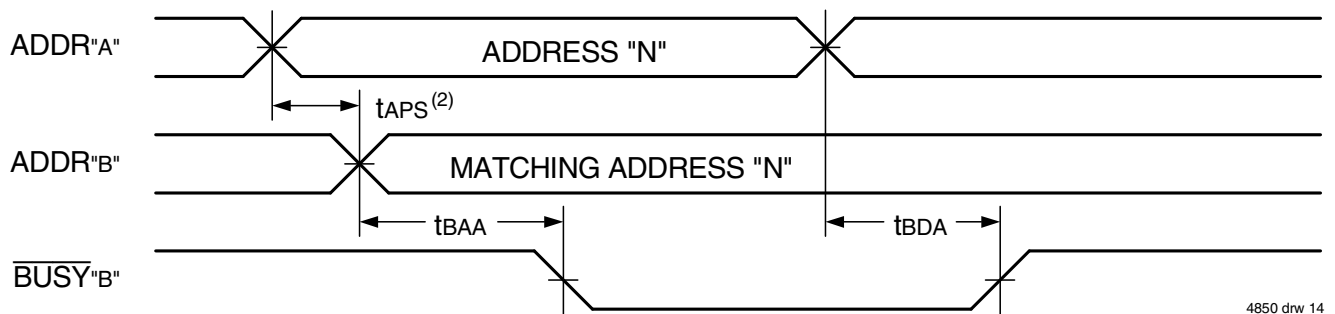 ADDR"A"
ADDRESS "N"
tAPS(2)
ADDR"B"
MATCHING ADDRESS "N"
tBAA
tBDA
BUSY"B"
4850 drw 14